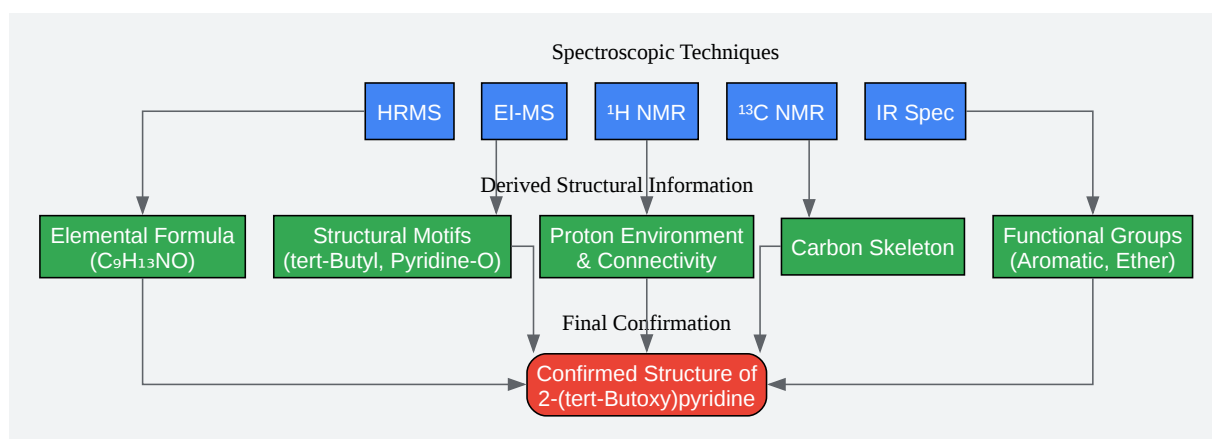 Spectroscopic Techniques
HRMS
EI-MS
¹H NMR
¹³C NMR
IR Spec
Derived Structural Information
Elemental Formula
(C₉H₁₃NO)
Structural Motifs
(tert-Butyl, Pyridine-O)
Proton Environment
& Connectivity
Carbon Skeleton
Functional Groups
(Aromatic, Ether)
Final Confirmation
Confirmed Structure of
2-(tert-Butoxy)pyridine